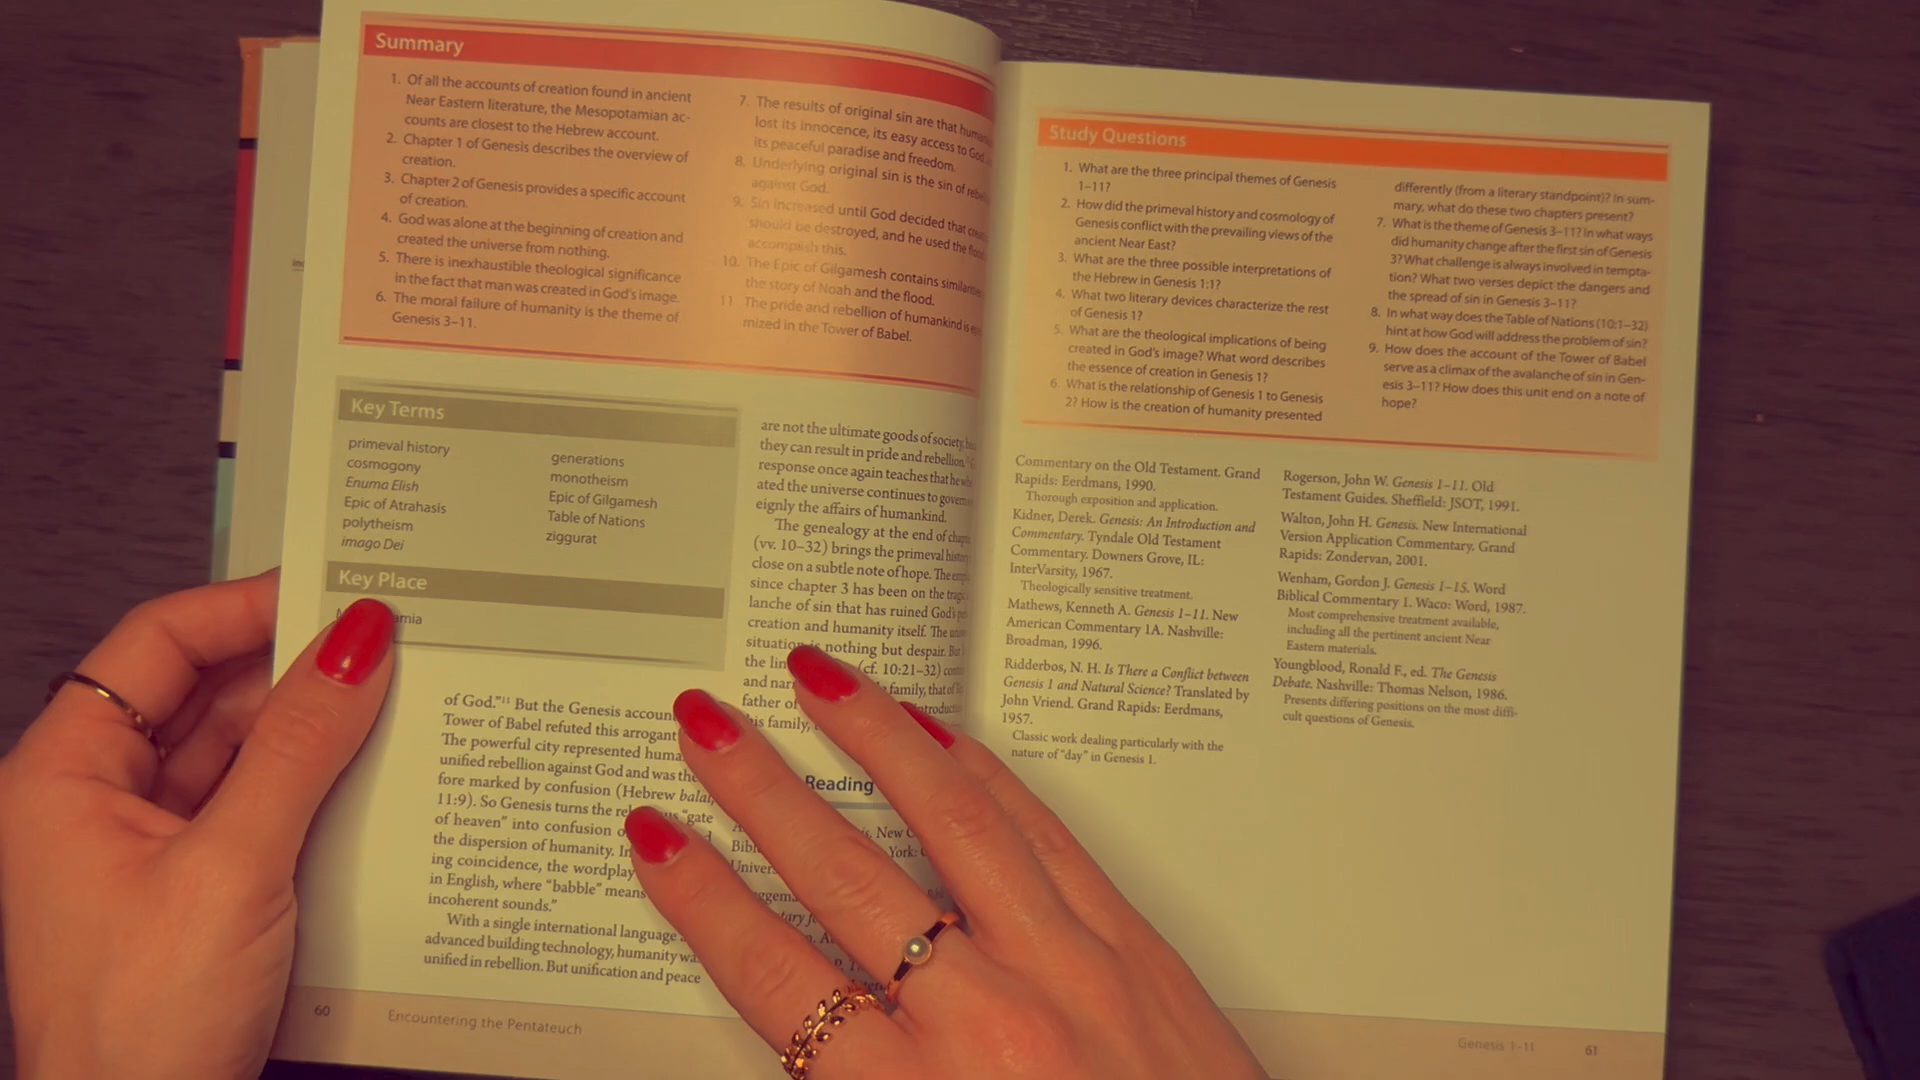 Summary
1. Of all the accounts of creation found in ancient
Near Eastern literature, the Mesopotamian ac-
counts are closest to the Hebrew account.
2. Chapter 1 of Genesis describes the overview of
creation.
3. Chapter 2 of Genesis provides a specific account
of creation.
4. God was alone at the beginning of creation and
created the universe from nothing.
5. There is inexhaustible theological significance
in the fact that man was created in God's image.
6. The moral failure of humanity is the theme of
Genesis 3–11.
7. The results of original sin are that
lost its innocence, its easy access to God
its peaceful paradise and freedom.
8. Underlying original sin is the sin of
against God.
9. Sin increased until God decided that
should be destroyed, and he used the flood
accomplish this.
10. The Epic of Gilgamesh contains
the story of Noah and the flood.
11 The pride and rebellion of humankind is
mized in the Tower of Babel.
Key Terms
primeval history
cosmogony
Enuma Elish
Epic of Atrahasis
polytheism
imago Dei
generations
monotheism
Epic of Gilgamesh
Table of Nations
ziggurat
Key Place
of God."¹¹ But the Genesis
Tower of Babel refuted this arrogant
The powerful city represented
unified rebellion against God and was
fore marked by confusion (Hebrew balal,
11:9). So Genesis turns the "gate
of heaven" into confusion
the dispersion of humanity.
ing coincidence, the wordplay
in English, where "babble" means
incoherent sounds."
With a single international language
advanced building technology, humanity
unified in rebellion. But unification and peace
are not the ultimate goods of society,
they can result in pride and rebellion.
response once again teaches that he
ated the universe continues to
eignly the affairs of humankind.
The genealogy at the end of
(vv. 10–32) brings the primeval
close on a subtle note of hope. The
since chapter 3 has been on the
lanche of sin that has ruined God's
creation and humanity itself. The
situation is nothing but despair. But
the (cf. 10:21–32)
and family, that of
father of
his family,
Reading
New
York:
60 Encountering the Pentateuch
Study Questions
1. What are the three principal themes of Genesis
1–11?
2. How did the primeval history and cosmology of
Genesis conflict with the prevailing views of the
ancient Near East?
3. What are the three possible interpretations of
the Hebrew in Genesis 1:1?
4. What two literary devices characterize the rest
of Genesis 1?
5. What are the theological implications of being
created in God's image? What word describes
the essence of creation in Genesis 1?
6. What is the relationship of Genesis 1 to Genesis
2? How is the creation of humanity presented
differently (from a literary standpoint)? In sum-
mary, what do these two chapters present?
7. What is the theme of Genesis 3–11? In what ways
did humanity change after the first sin of Genesis
3? What challenge is always involved in tempta-
tion? What two verses depict the dangers and
the spread of sin in Genesis 3–11?
8. In what way does the Table of Nations (10:1–32)
hint at how God will address the problem of sin?
9. How does the account of the Tower of Babel
serve as a climax of the avalanche of sin in Gen-
esis 3–11? How does this unit end on a note of
hope?
Commentary on the Old Testament. Grand
Rapids: Eerdmans, 1990.
Thorough exposition and application.
Kidner, Derek. Genesis: An Introduction and
Commentary. Tyndale Old Testament
Commentary. Downers Grove, IL:
InterVarsity, 1967.
Theologically sensitive treatment.
Mathews, Kenneth A. Genesis 1–11. New
American Commentary 1A. Nashville:
Broadman, 1996.
Ridderbos, N. H. Is There a Conflict between
Genesis 1 and Natural Science? Translated by
John Vriend. Grand Rapids: Eerdmans,
1957.
Classic work dealing particularly with the
nature of "day" in Genesis 1.
Rogerson, John W. Genesis 1–11. Old
Testament Guides. Sheffield: JSOT, 1991.
Walton, John H. Genesis. New International
Version Application Commentary. Grand
Rapids: Zondervan, 2001.
Wenham, Gordon J. Genesis 1–15. Word
Biblical Commentary 1. Waco: Word, 1987.
Most comprehensive treatment available,
including all the pertinent ancient Near
Eastern materials.
Youngblood, Ronald F., ed. The Genesis
Debate. Nashville: Thomas Nelson, 1986.
Presents differing positions on the most diffi-
cult questions of Genesis.
Genesis 1–11 61